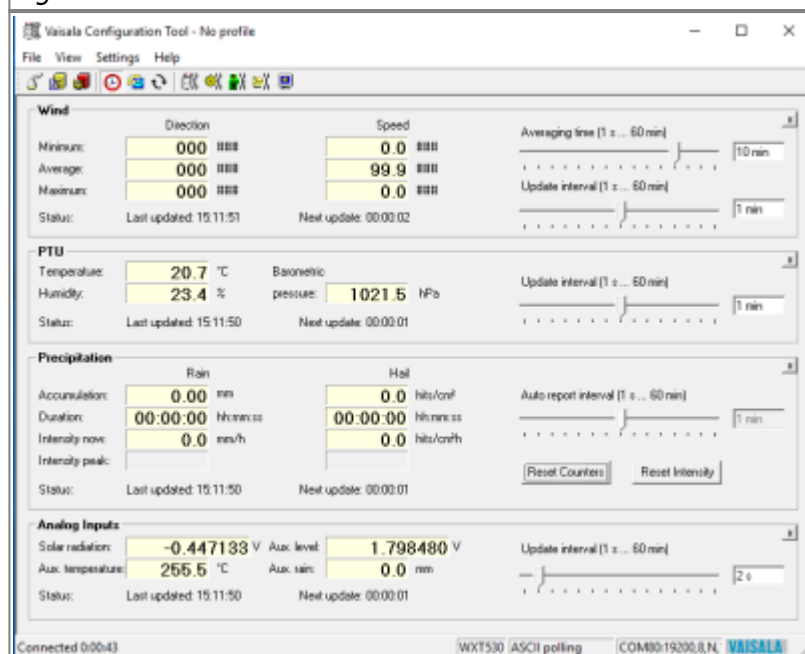 Vaisala Configuration Tool - No profile
File View Settings Help
Wind
Direction Speed
Minimum: 000 ### 0.0 ###
Average: 000 ### 99.9 ###
Maximum: 000 ### 0.0 ###
Status: Last updated: 15:11:51 Next update: 00:00:02
Averaging time (1 s ... 60 min)
10 min
Update interval (1 s ... 60 min)
1 min
PTU
Temperature: 20.7 °C Barometric
Humidity: 23.4 % pressure: 1021.5 hPa
Status: Last updated: 15:11:50 Next update: 00:00:01
Update interval (1 s ... 60 min)
1 min
Precipitation
Rain Hail
Accumulation: 0.00 mm 0.0 hits/cm²
Duration: 00:00:00 hh:mm:ss 00:00:00 hh:mm:ss
Intensity now: 0.0 mm/h 0.0 hits/cm²h
Intensity peak:
Status: Last updated: 15:11:50 Next update: 00:00:01
Auto report interval (1 s ... 60 min)
1 min
Reset Counters Reset Intensity
Analog Inputs
Solar radiation: -0.447133 V Aux. level: 1.798480 V
Aux. temperature: 255.5 °C Aux. rain: 0.0 mm
Status: Last updated: 15:11:50 Next update: 00:00:01
Update interval (1 s ... 60 min)
2 s
Connected 0:00:43 WXT530 ASCII polling COM80:19200,8,N, VAISALA